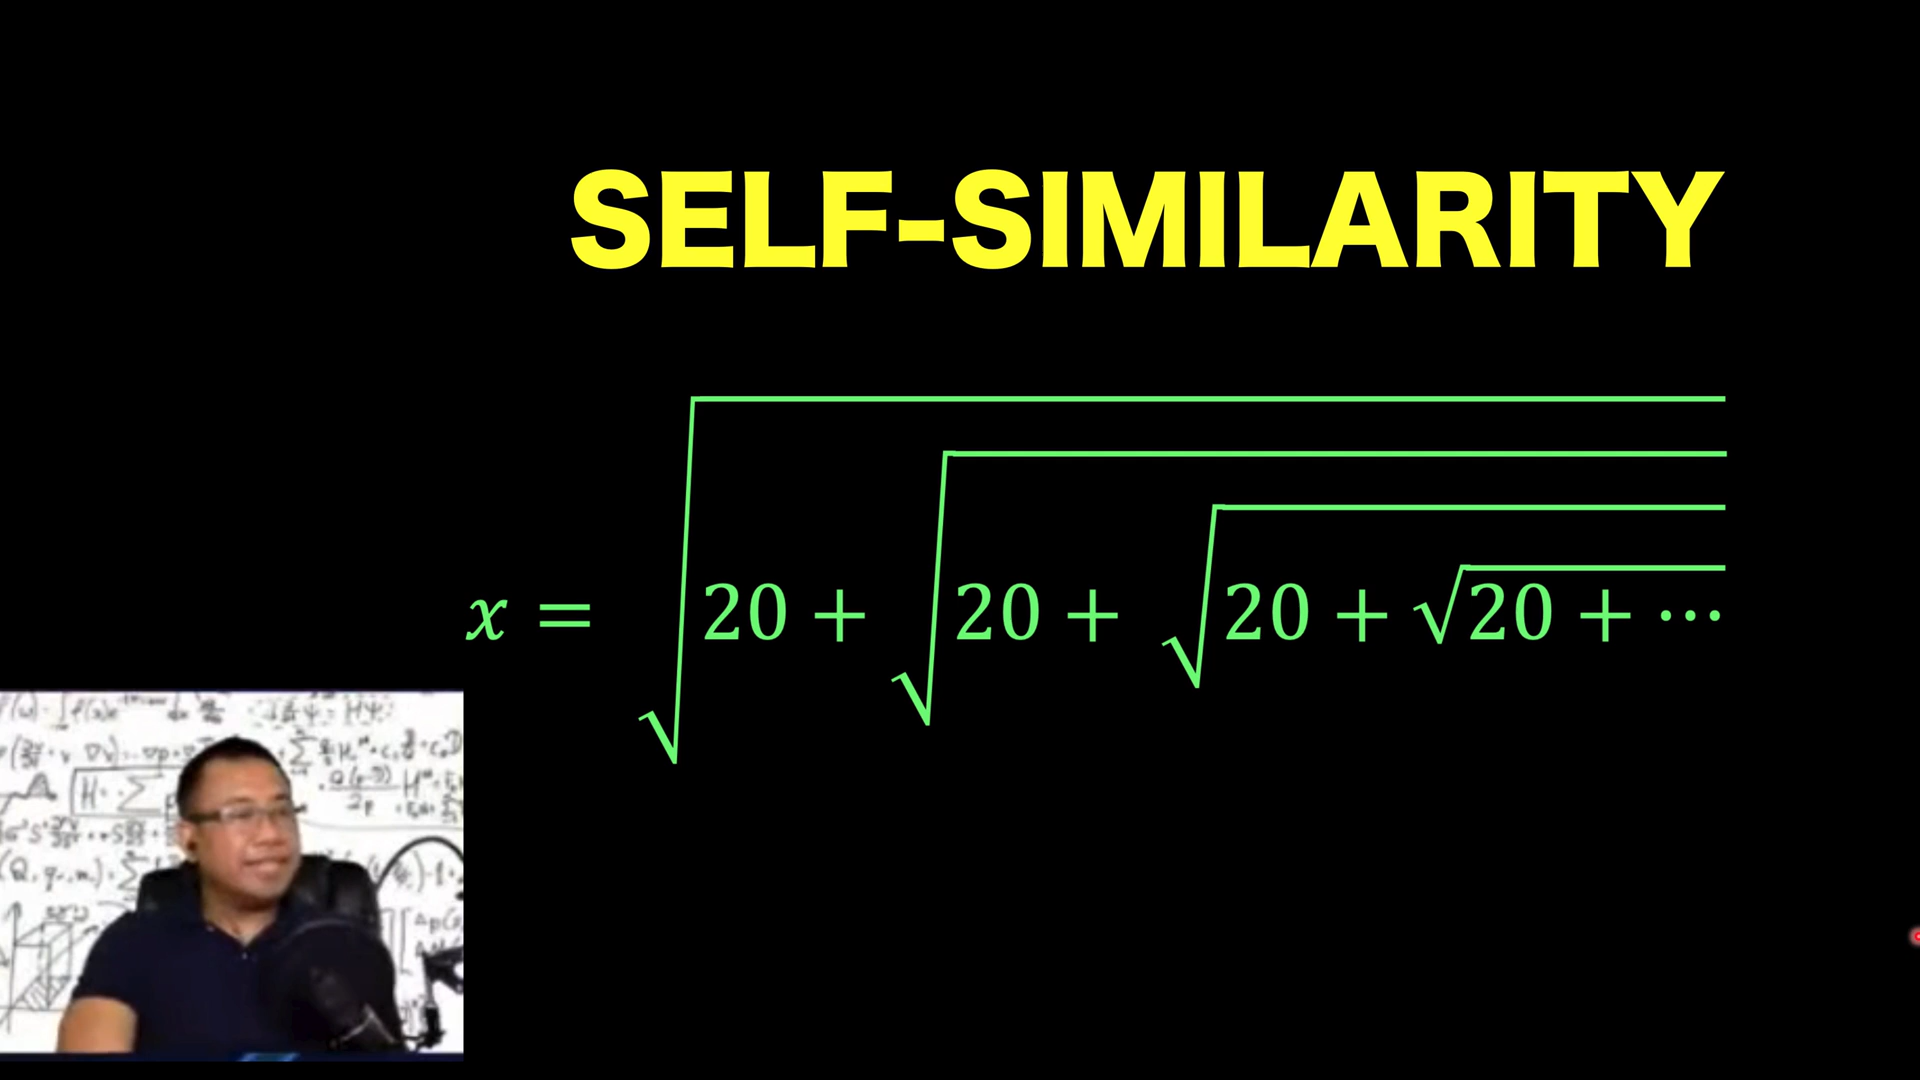 SELF-SIMILARITY
x = √(20 + √(20 + √(20 + √(20 + ⋯